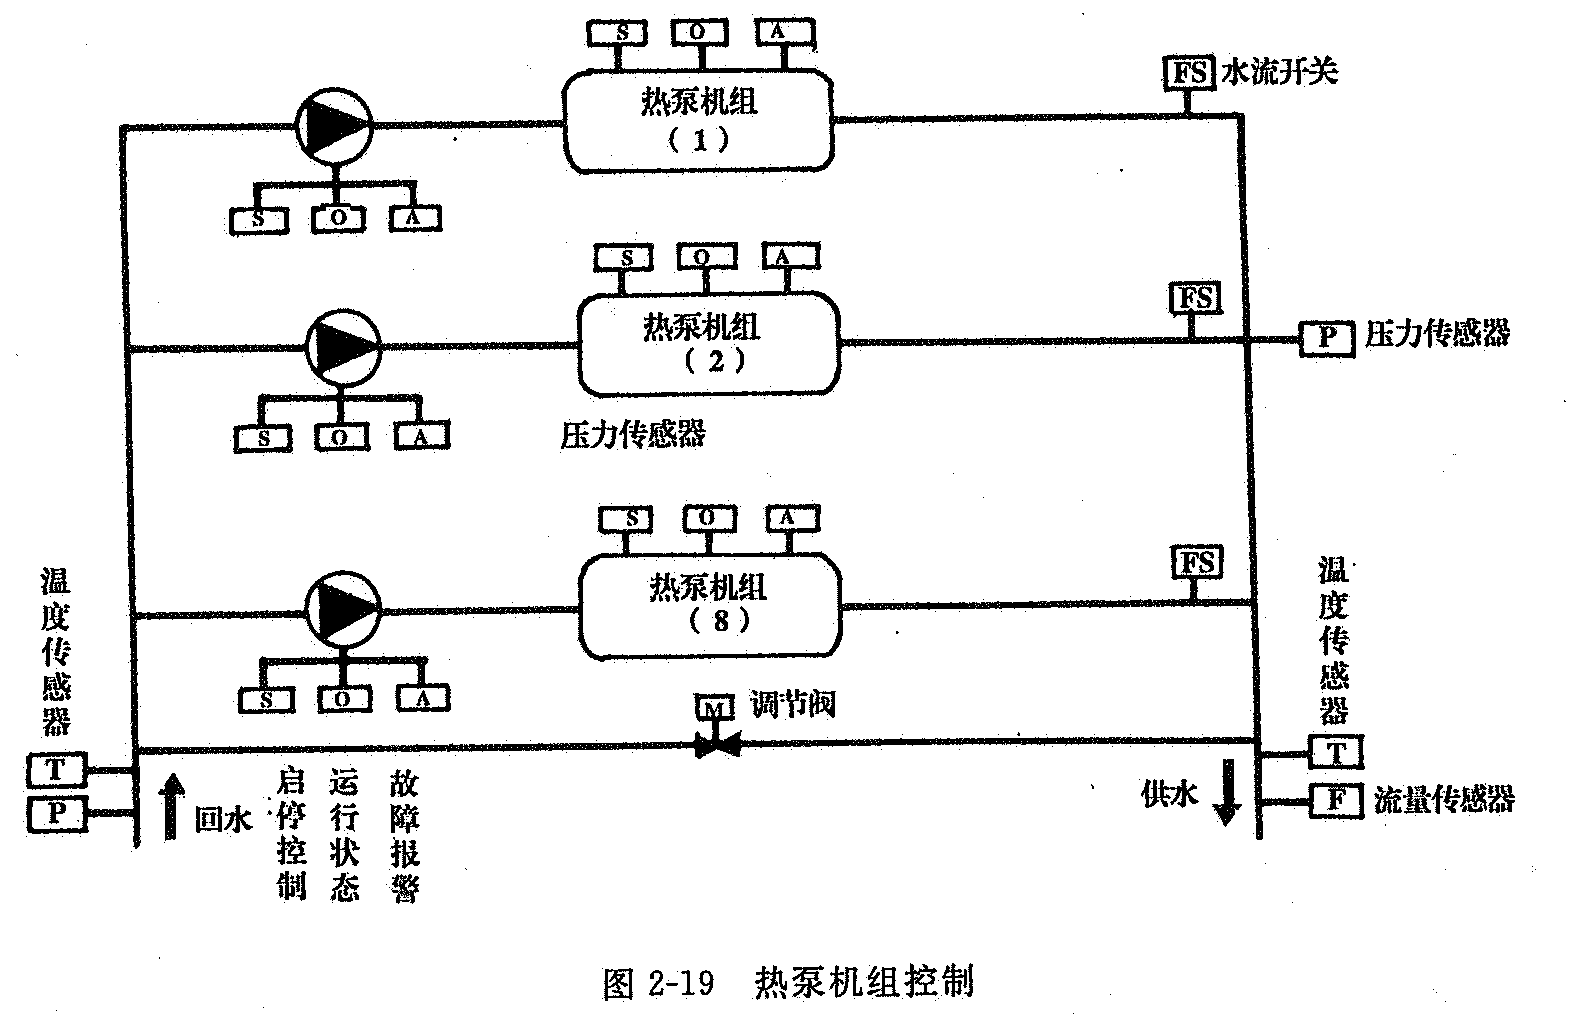 S O A
热泵机组
(1)
FS 水流开关
S O A
S O A
热泵机组
(2)
FS
P 压力传感器
S O A
压力传感器
S O A
热泵机组
(8)
FS
S O A
温度传感器
T
P
回水
启停控制
运行状态
故障报警
M 调节阀
供水
温度传感器
T
F 流量传感器
图 2-19 热泵机组控制